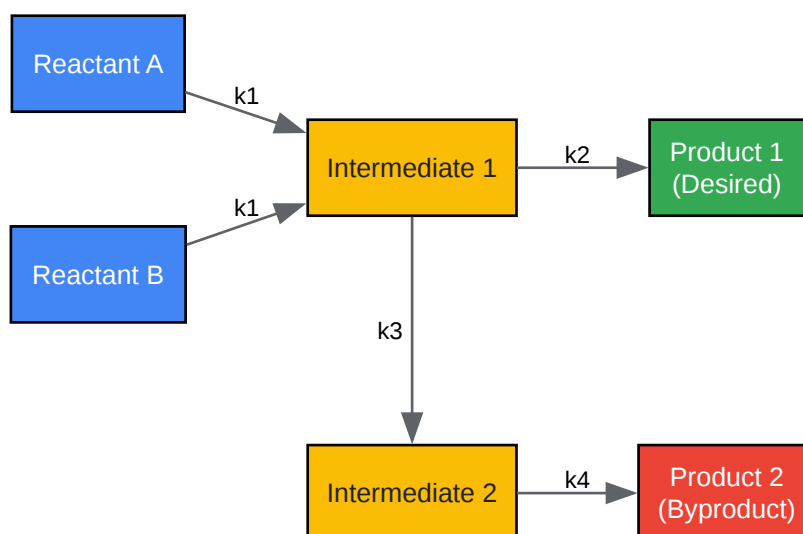 Reactant A
k1
Intermediate 1
k2
Product 1
(Desired)
k1
Reactant B
k3
Intermediate 2
k4
Product 2
(Byproduct)